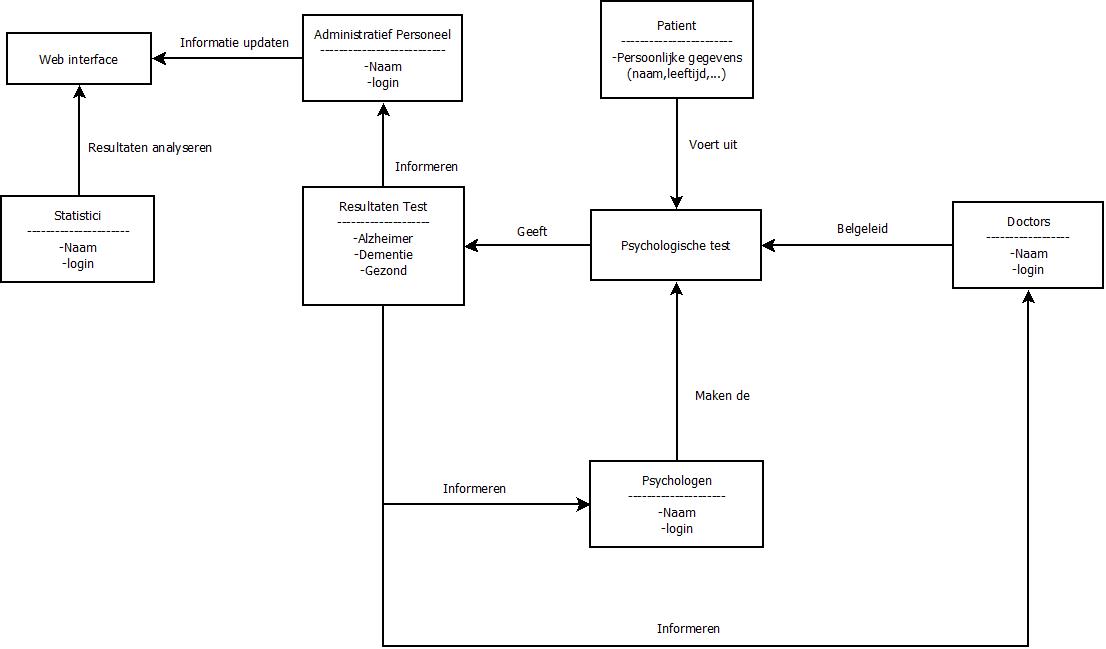 Patient
-----------------------
-Persoonlijke gegevens
(naam,leeftijd,...)
Administratief Personeel
--------------------------
-Naam
-login
Informatie updaten
Web interface
Resultaten analyseren
Voert uit
Informeren
Statistici
---------------------
-Naam
-login
Resultaten Test
-------------------
-Alzheimer
-Dementie
-Gezond
Geeft
Psychologische test
Belgeleid
Doctors
-----------------
-Naam
-login
Maken de
Informeren
Psychologen
--------------------
-Naam
-login
Informeren